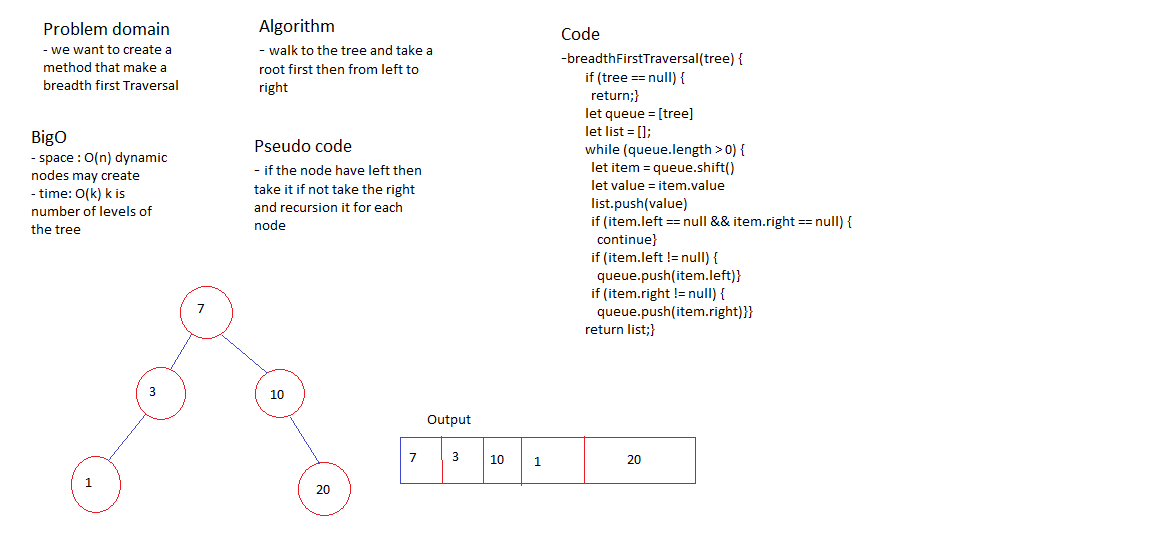 Problem domain
- we want to create a
method that make a
breadth first Traversal
Algorithm
- walk to the tree and take a
root first then from left to
right
BigO
- space : O(n) dynamic
nodes may create
- time: O(k) k is
number of levels of
the tree
Pseudo code
- if the node have left then
take it if not take the right
and recursion it for each
node
Code
-breadthFirstTraversal(tree) {
if (tree == null) {
return;}
let queue = [tree]
let list = [];
while (queue.length > 0) {
let item = queue.shift()
let value = item.value
list.push(value)
if (item.left == null && item.right == null) {
continue}
if (item.left != null) {
queue.push(item.left)}
if (item.right != null) {
queue.push(item.right)}}
return list;}
7
3
10
1
20
Output
7 3 10 1 20